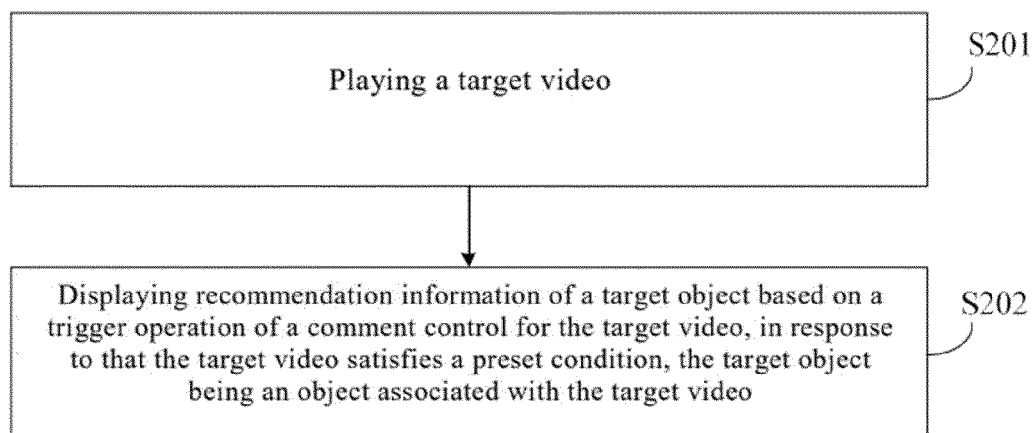 Playing a target video
S201
Displaying recommendation information of a target object based on a
trigger operation of a comment control for the target video, in response
to that the target video satisfies a preset condition, the target object
being an object associated with the target video
S202